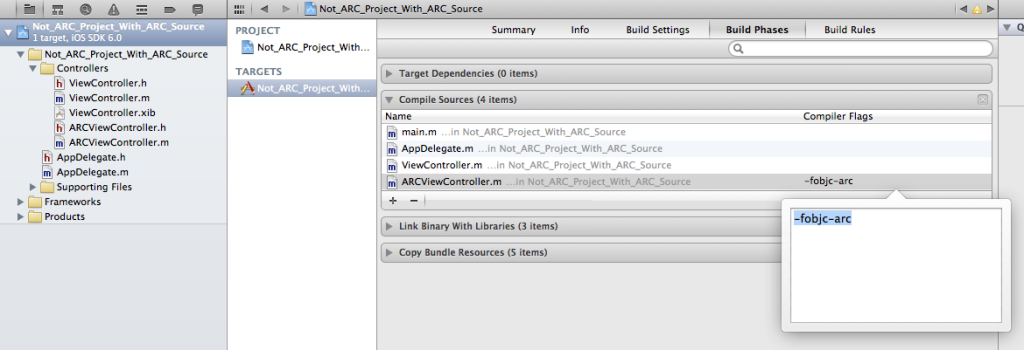 Not_ARC_Project_With_ARC_Source
1 target, iOS SDK 6.0
Not_ARC_Project_With_ARC_Source
Controllers
ViewController.h
ViewController.m
ViewController.xib
ARCViewController.h
ARCViewController.m
AppDelegate.h
AppDelegate.m
Supporting Files
Frameworks
Products
Not_ARC_Project_With_ARC_Source
PROJECT
Not_ARC_Project_With...
TARGETS
Not_ARC_Project_With...
Summary Info Build Settings Build Phases Build Rules
Target Dependencies (0 items)
Compile Sources (4 items)
Name Compiler Flags
main.m ...in Not_ARC_Project_With_ARC_Source
AppDelegate.m ...in Not_ARC_Project_With_ARC_Source
ViewController.m ...in Not_ARC_Project_With_ARC_Source
ARCViewController.m ...in Not_ARC_Project_With_ARC_Source -fobjc-arc
-fobjc-arc
Link Binary With Libraries (3 items)
Copy Bundle Resources (5 items)